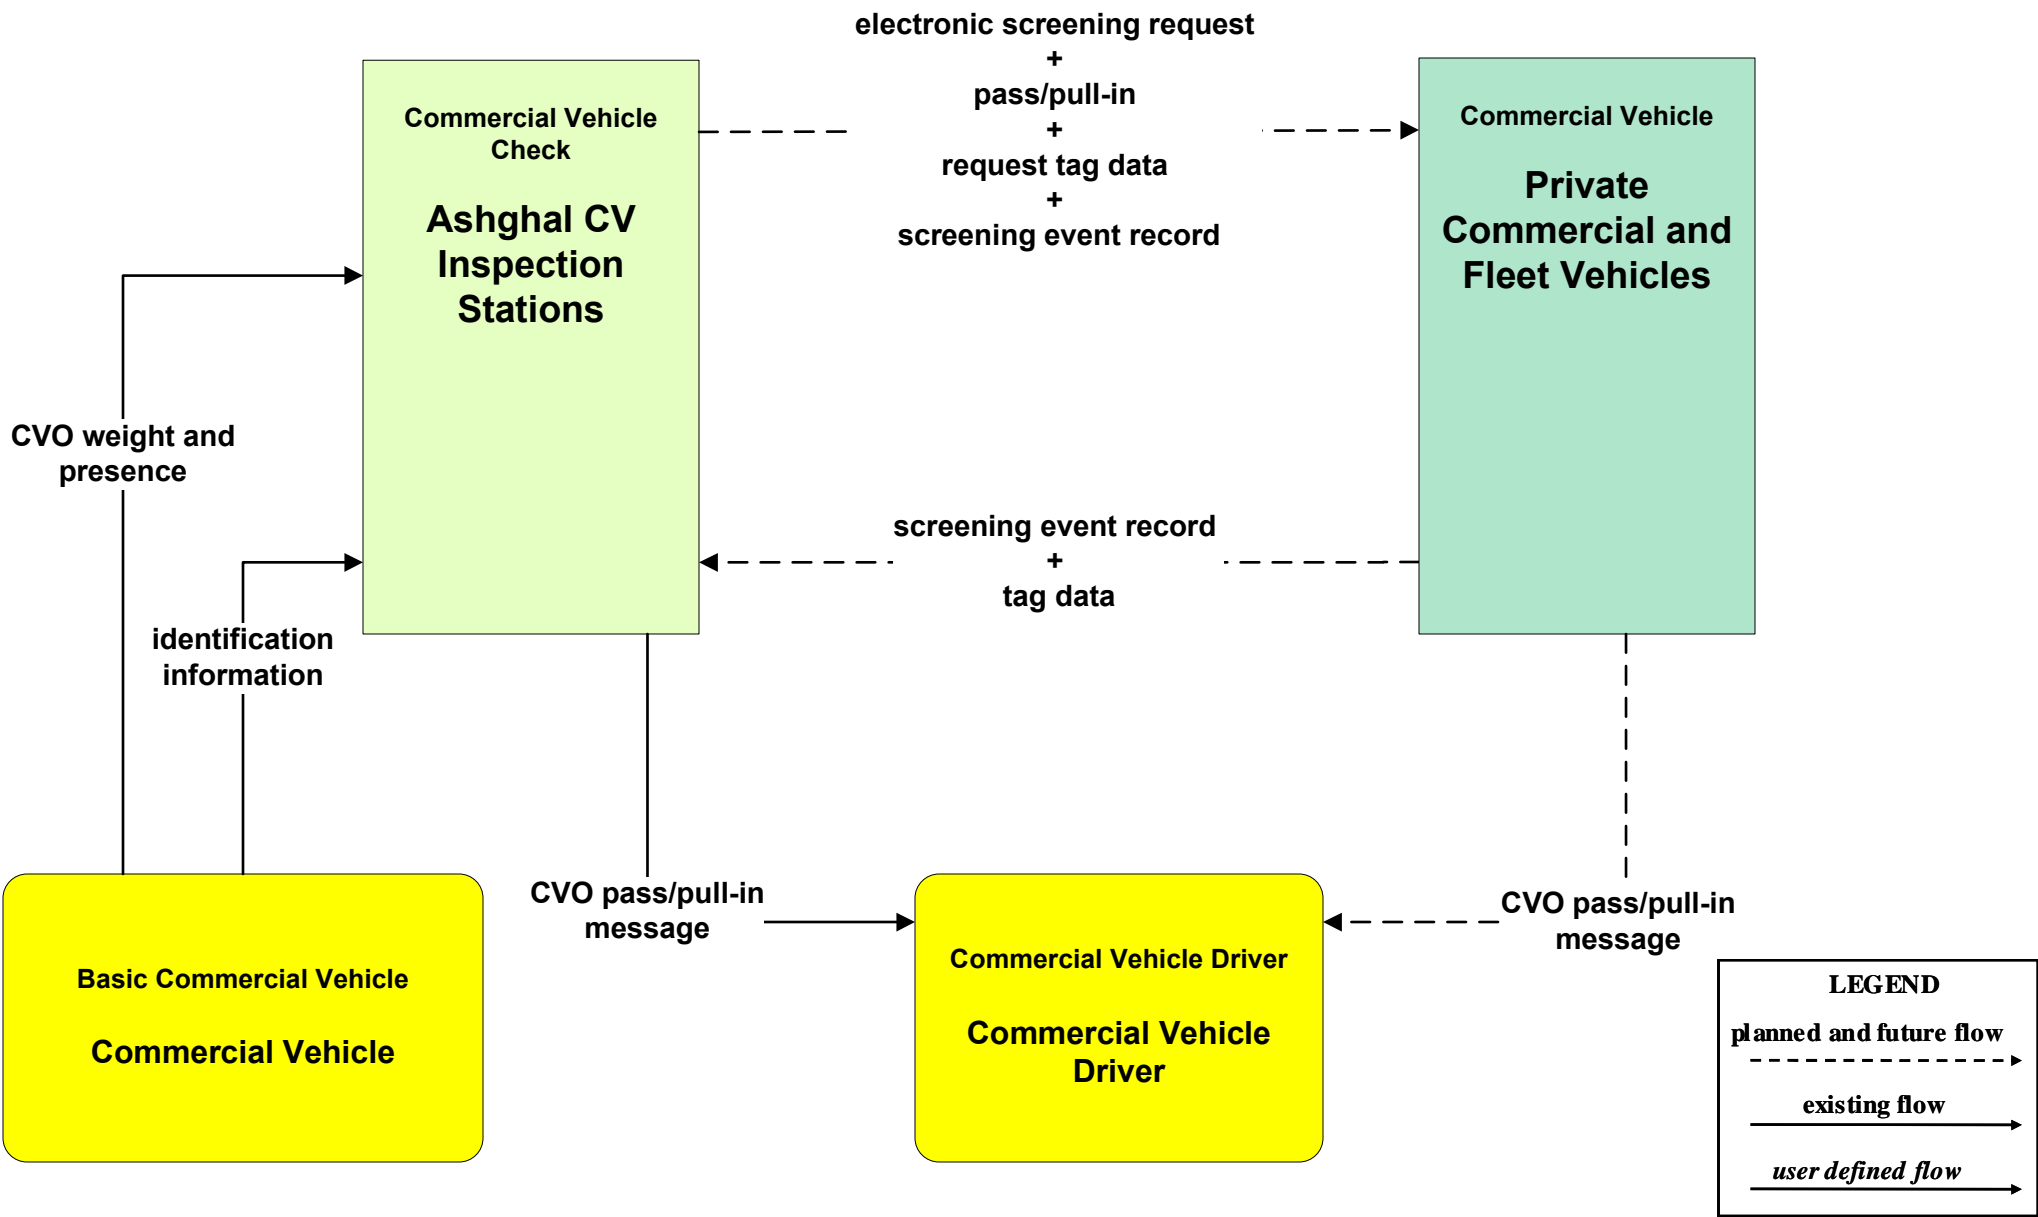 electronic screening request
+
pass/pull-in
+
request tag data
+
screening event record
Commercial Vehicle
Check
Ashghal CV
Inspection
Stations
Commercial Vehicle
Private
Commercial and
Fleet Vehicles
CVO weight and
presence
screening event record
+
tag data
identification
information
CVO pass/pull-in
message
CVO pass/pull-in
message
Basic Commercial Vehicle
Commercial Vehicle
Commercial Vehicle Driver
Commercial Vehicle
Driver
LEGEND
planned and future flow
existing flow
user defined flow